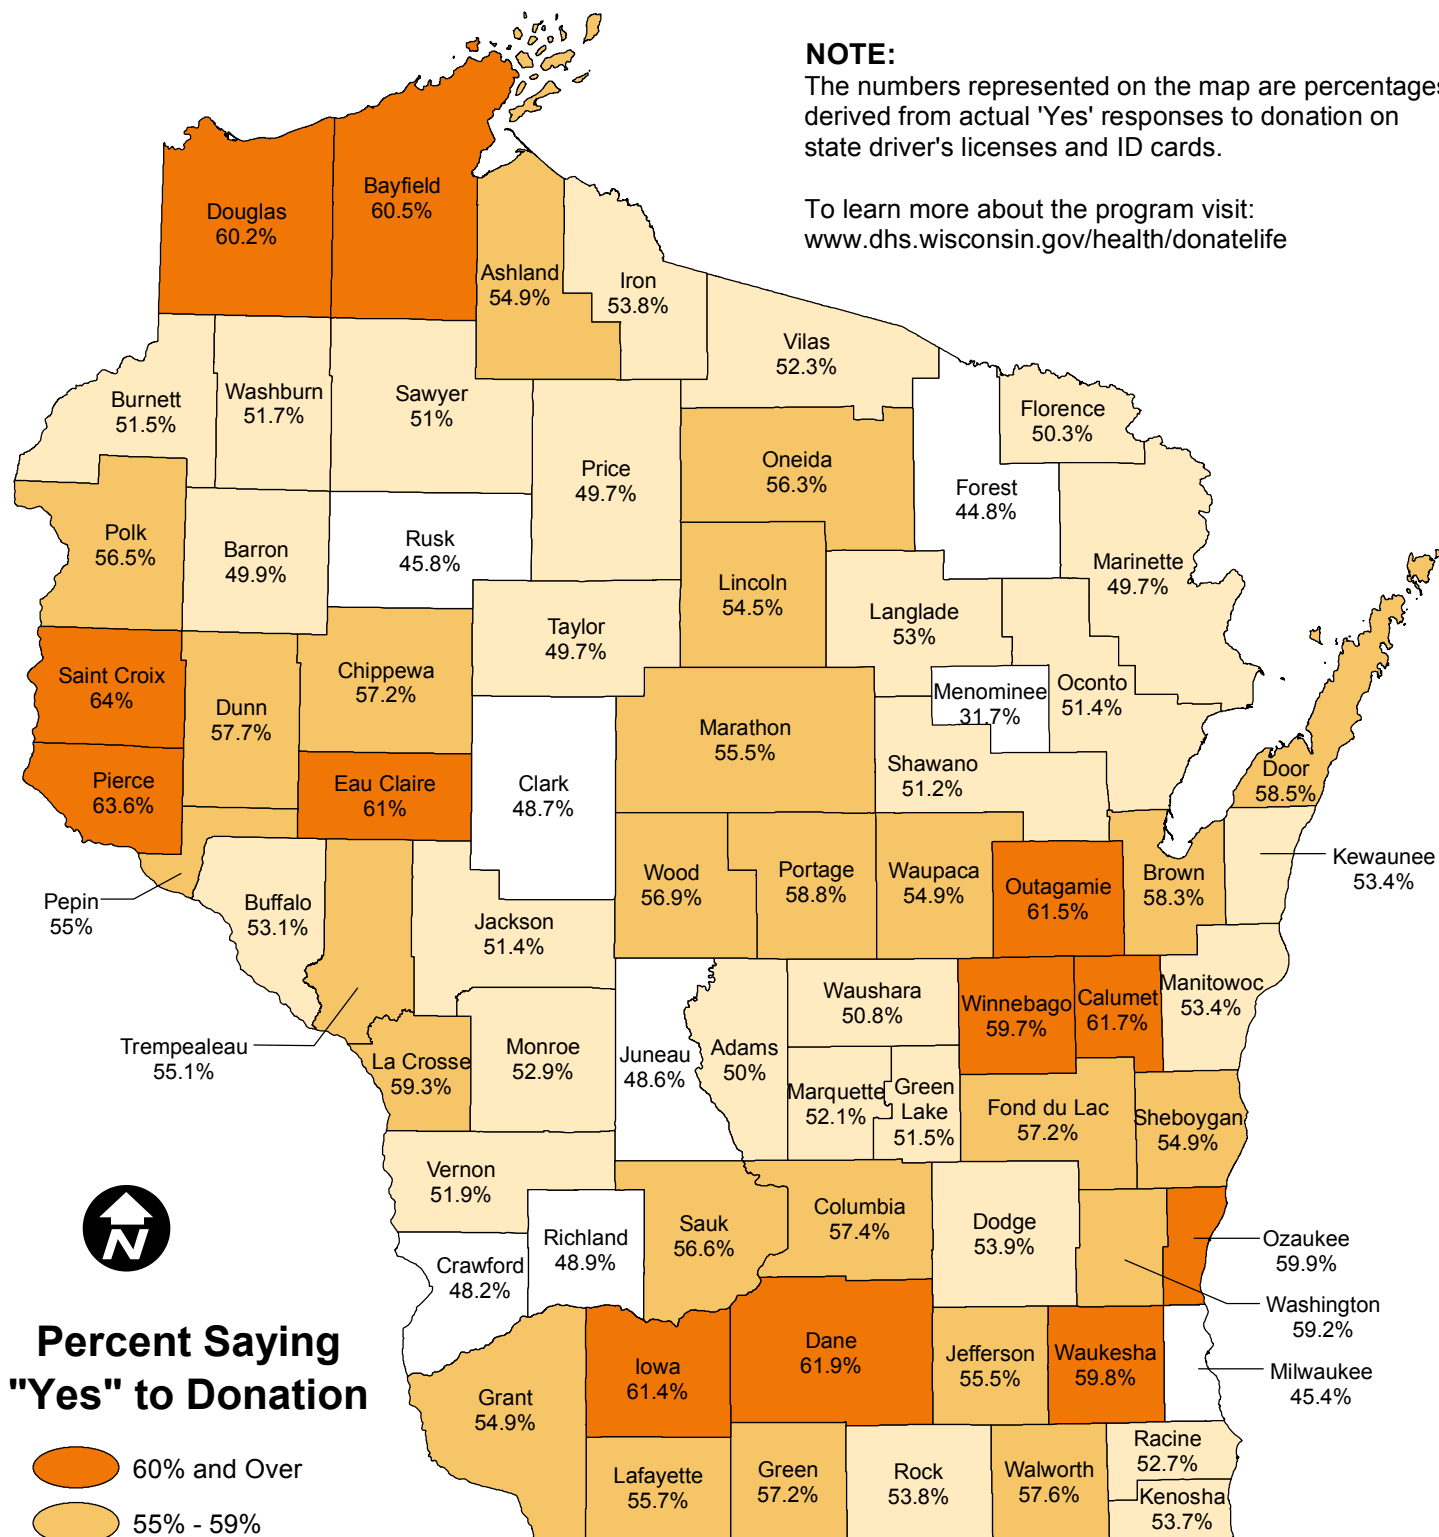 NOTE:
The numbers represented on the map are percentages
derived from actual 'Yes' responses to donation on
state driver's licenses and ID cards.
To learn more about the program visit:
www.dhs.wisconsin.gov/health/donatelife
Bayfield
60.5%
Douglas
60.2%
Ashland
54.9%
Iron
53.8%
Vilas
52.3%
Burnett
51.5%
Washburn
51.7%
Sawyer
51%
Florence
50.3%
Price
49.7%
Oneida
56.3%
Forest
44.8%
Polk
56.5%
Barron
49.9%
Rusk
45.8%
Lincoln
54.5%
Marinette
49.7%
Langlade
53%
Taylor
49.7%
Saint Croix
64%
Chippewa
57.2%
Dunn
57.7%
Menominee
31.7%
Oconto
51.4%
Marathon
55.5%
Shawano
51.2%
Door
58.5%
Pierce
63.6%
Eau Claire
61%
Clark
48.7%
Wood
56.9%
Portage
58.8%
Waupaca
54.9%
Outagamie
61.5%
Brown
58.3%
Kewaunee
53.4%
Pepin
55%
Buffalo
53.1%
Jackson
51.4%
Waushara
50.8%
Winnebago
59.7%
Calumet
61.7%
Manitowoc
53.4%
Trempealeau
55.1%
La Crosse
59.3%
Monroe
52.9%
Juneau
48.6%
Adams
50%
Marquette
52.1%
Green
Lake
51.5%
Fond du Lac
57.2%
Sheboygan
54.9%
Vernon
51.9%
Columbia
57.4%
Sauk
56.6%
Dodge
53.9%
Richland
48.9%
Crawford
48.2%
Ozaukee
59.9%
Washington
59.2%
Milwaukee
45.4%
Iowa
61.4%
Dane
61.9%
Jefferson
55.5%
Waukesha
59.8%
Grant
54.9%
Lafayette
55.7%
Green
57.2%
Rock
53.8%
Walworth
57.6%
Racine
52.7%
Kenosha
53.7%
N
Percent Saying
"Yes" to Donation
60% and Over
55% - 59%